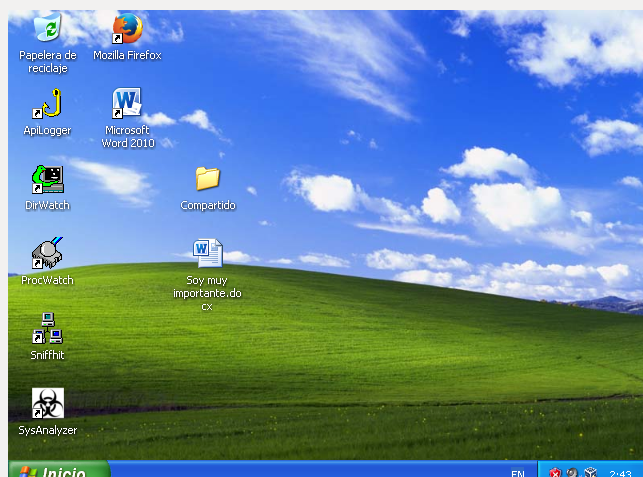 Papelera de
reciclaje
Mozilla Firefox
ApiLogger
Microsoft
Word 2010
DirWatch
Compartido
ProcWatch
Soy muy
importante.do
cx
Sniffhit
SysAnalyzer
Inicio
EN
2:43